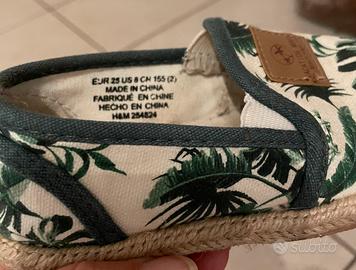 EUR 25 US 8 CN 155 (2)
MADE IN CHINA
FABRIQUÉ EN CHINE
HECHO EN CHINA
H&M 254824
subito